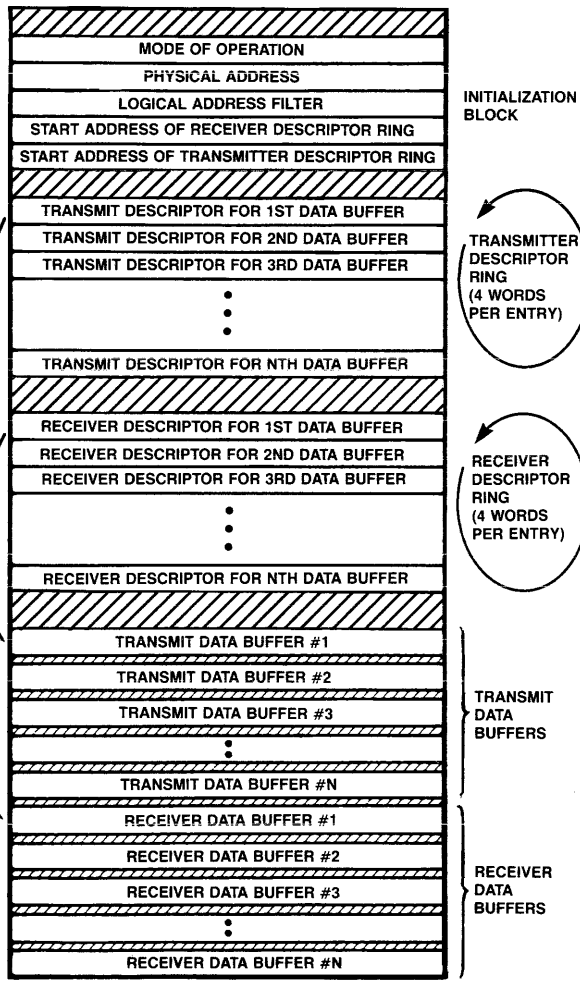 MODE OF OPERATION
PHYSICAL ADDRESS
LOGICAL ADDRESS FILTER
START ADDRESS OF RECEIVER DESCRIPTOR RING
START ADDRESS OF TRANSMITTER DESCRIPTOR RING
INITIALIZATION
BLOCK
TRANSMIT DESCRIPTOR FOR 1ST DATA BUFFER
TRANSMIT DESCRIPTOR FOR 2ND DATA BUFFER
TRANSMIT DESCRIPTOR FOR 3RD DATA BUFFER
TRANSMIT DESCRIPTOR FOR NTH DATA BUFFER
TRANSMITTER
DESCRIPTOR
RING
(4 WORDS
PER ENTRY)
RECEIVER DESCRIPTOR FOR 1ST DATA BUFFER
RECEIVER DESCRIPTOR FOR 2ND DATA BUFFER
RECEIVER DESCRIPTOR FOR 3RD DATA BUFFER
RECEIVER DESCRIPTOR FOR NTH DATA BUFFER
RECEIVER
DESCRIPTOR
RING
(4 WORDS
PER ENTRY)
TRANSMIT DATA BUFFER #1
TRANSMIT DATA BUFFER #2
TRANSMIT DATA BUFFER #3
TRANSMIT DATA BUFFER #N
TRANSMIT
DATA
BUFFERS
RECEIVER DATA BUFFER #1
RECEIVER DATA BUFFER #2
RECEIVER DATA BUFFER #3
RECEIVER DATA BUFFER #N
RECEIVER
DATA
BUFFERS